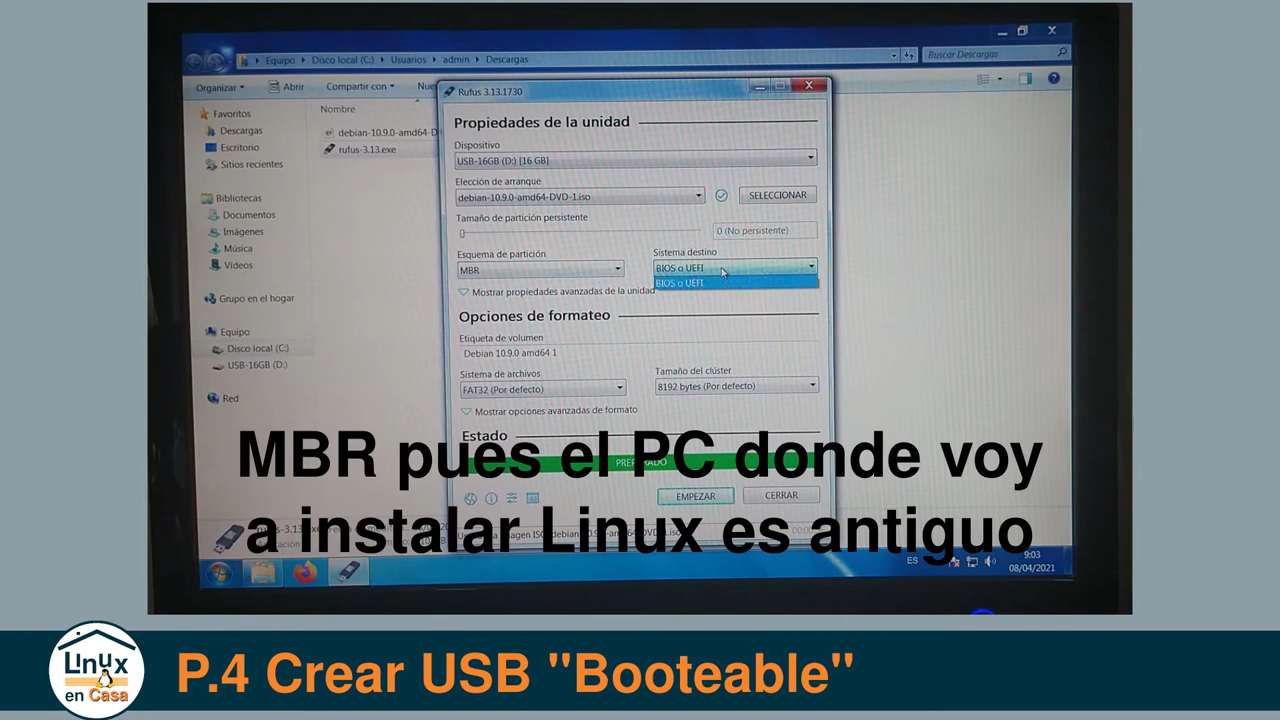 Equipo
Disco local (C:)
Usuarios
admin
Descargas
Buscar Descargas
Organizar
Abrir
Compartir con
Nombre
Favoritos
Descargas
Escritorio
Sitios recientes
Bibliotecas
Documentos
Imágenes
Música
Vídeos
Grupo en el hogar
Equipo
Disco local (C:)
USB-16GB (D:)
Red
debian-10.9.0-amd64-D
rufus-3.13.exe
Rufus 3.13.1730
Propiedades de la unidad
Dispositivo
USB-16GB (D:) [16 GB]
Elección de arranque
debian-10.9.0-amd64-DVD-1.iso
SELECCIONAR
Tamaño de partición persistente
0 (No persistente)
Esquema de partición
Sistema destino
MBR
BIOS o UEFI
BIOS o UEFI
Mostrar propiedades avanzadas de la unidad
Opciones de formateo
Etiqueta de volumen
Debian 10.9.0 amd64 1
Sistema de archivos
Tamaño del clúster
FAT32 (Por defecto)
8192 bytes (Por defecto)
Mostrar opciones avanzadas de formato
Estado
EMPEZAR
CERRAR
MBR pues el PC donde voy
a instalar Linux es antiguo
ES
9:03
08/04/2021
Linux
en Casa
P.4 Crear USB "Booteable"